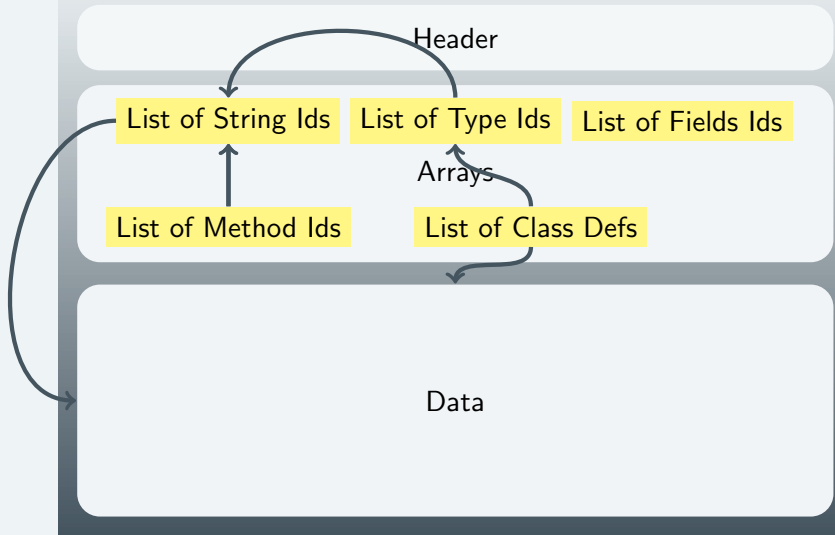 Header
List of String Ids
List of Type Ids
List of Fields Ids
Arrays
List of Method Ids
List of Class Defs
Data